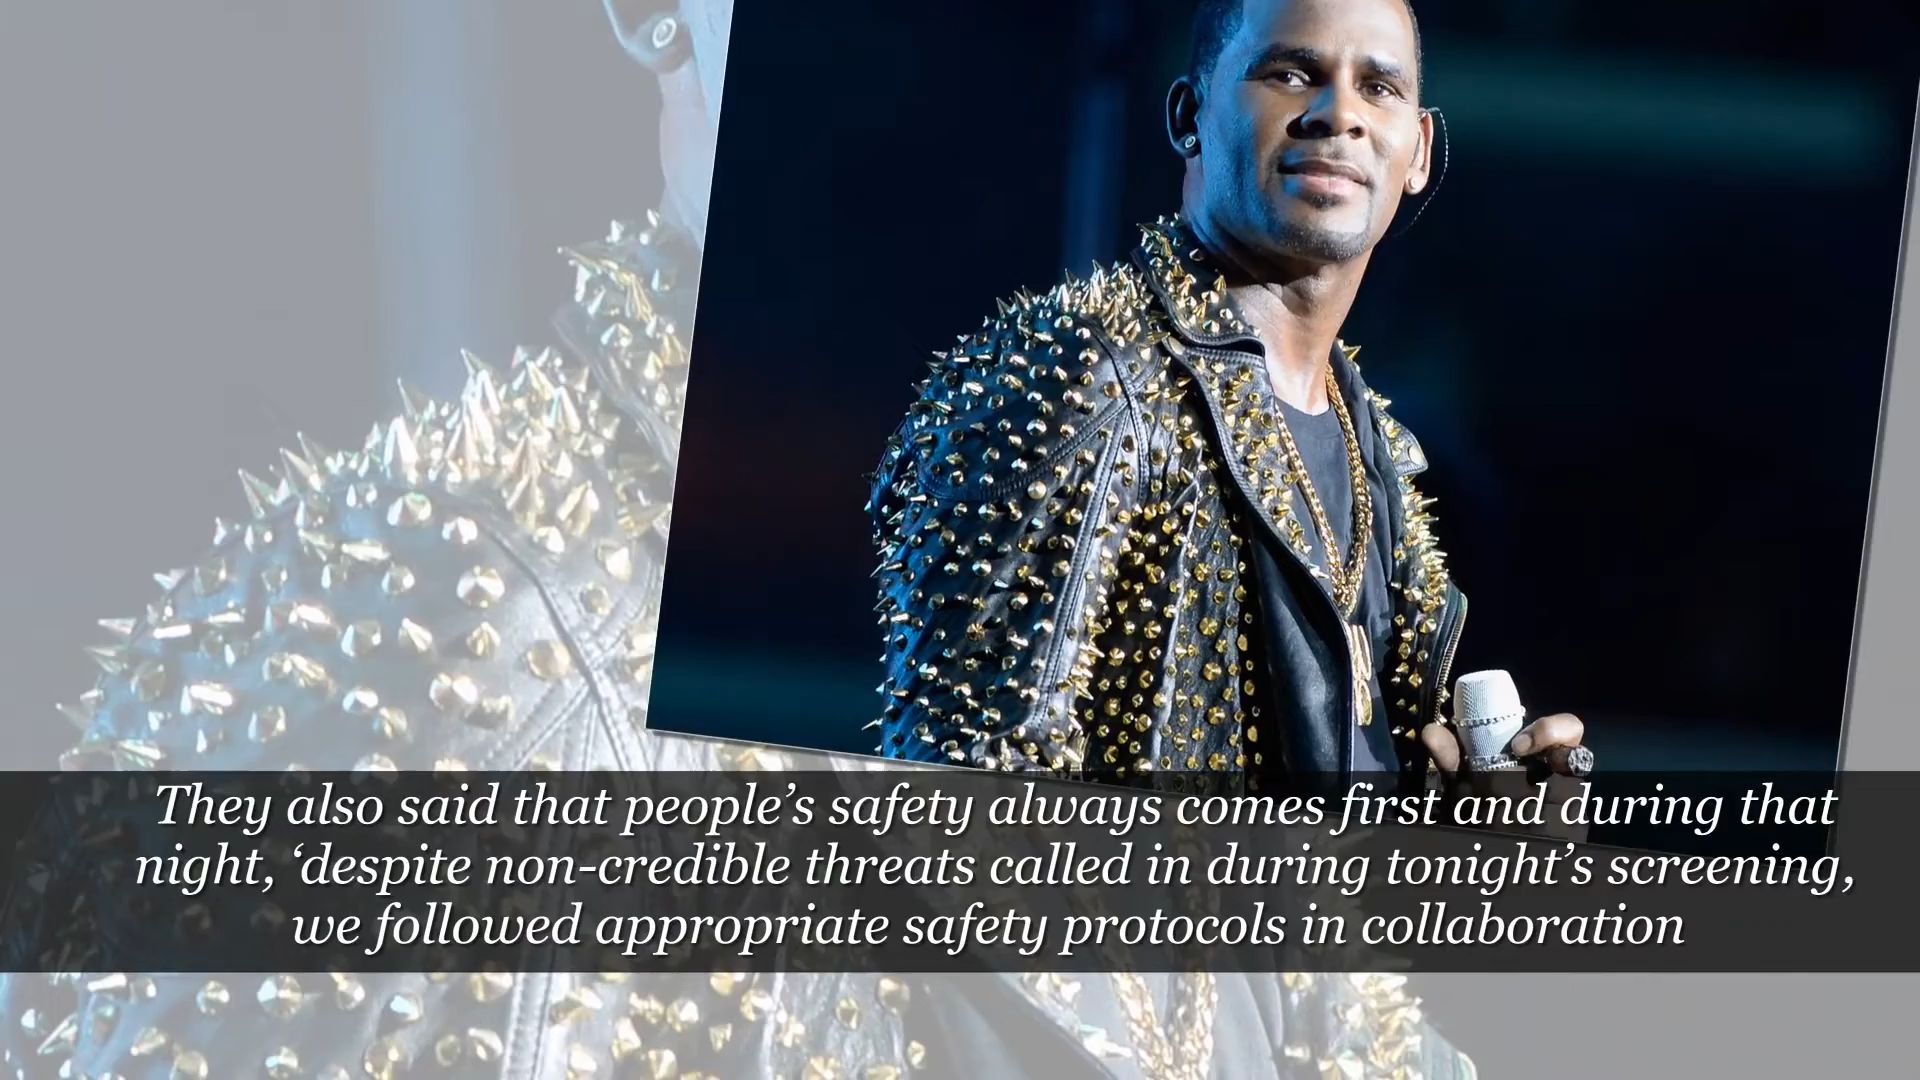 They also said that people’s safety always comes first and during that
night, ‘despite non-credible threats called in during tonight’s screening,
we followed appropriate safety protocols in collaboration